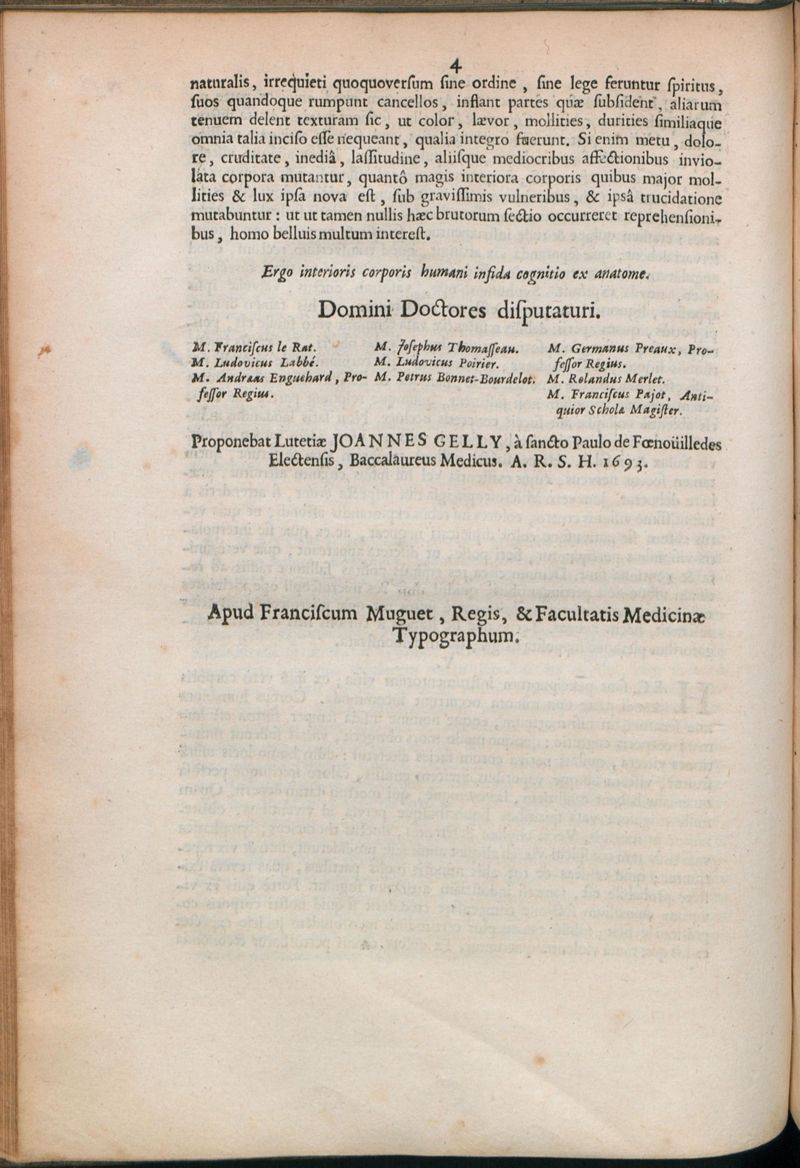 4
naturalis, irrequieti quoquoversum sine ordine, sine lege feruntur spiritus,
suos quandoque rumpunt cancellos, inflant partes quæ subsident, aliarum
tenuem delent texturam sic, ut color, lævor, mollities, durities similiaque
omnia talia inciso esse nequeant, qualia integro fuerunt. Si enim metu, dolo-
re, cruditate, inediâ, lassitudine, aliisque mediocribus affectionibus invio-
lata corpora mutantur, quantô magis interiora corporis quibus major mol-
lities & lux ipsa nova est, sub gravissimis vulneribus, & ipsâ trucidatione
mutabuntur: ut ut tamen nullis hæc brutorum sectio occurreret reprehensioni-
bus, homo belluis multum interest.
Ergo interioris corporis humani infida cognitio ex anatome.
Domini Doctores disputaturi.
M. Franciscus le Rat.
M. Ludovicus Labbé.
M. Andræas Enguehard, Pro-
fessor Regius.
M. Josephus Thomasseau.
M. Ludovicus Poirier.
M. Petrus Bonnet-Bourdelot.
M. Germanus Preaux, Pro-
fessor Regius.
M. Rolandus Merlet.
M. Franciscus Pajot, Anti-
quior Scholæ Magister.
Proponebat Lutetiæ JOANNES GELLY, à sancto Paulo de Fœnoüilledes
Electensis, Baccalaureus Medicus. A. R. S. H. 1693.
Apud Franciscum Muguet, Regis, & Facultatis Medicinæ
Typographum.